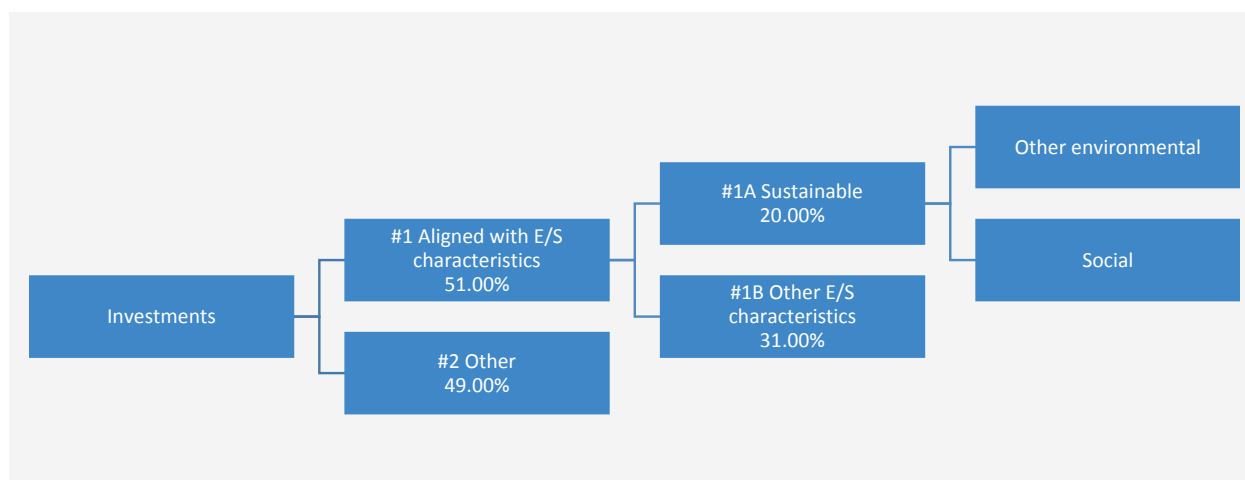 Investments
#1 Aligned with E/S
characteristics
51.00%
#2 Other
49.00%
#1A Sustainable
20.00%
#1B Other E/S
characteristics
31.00%
Other environmental
Social